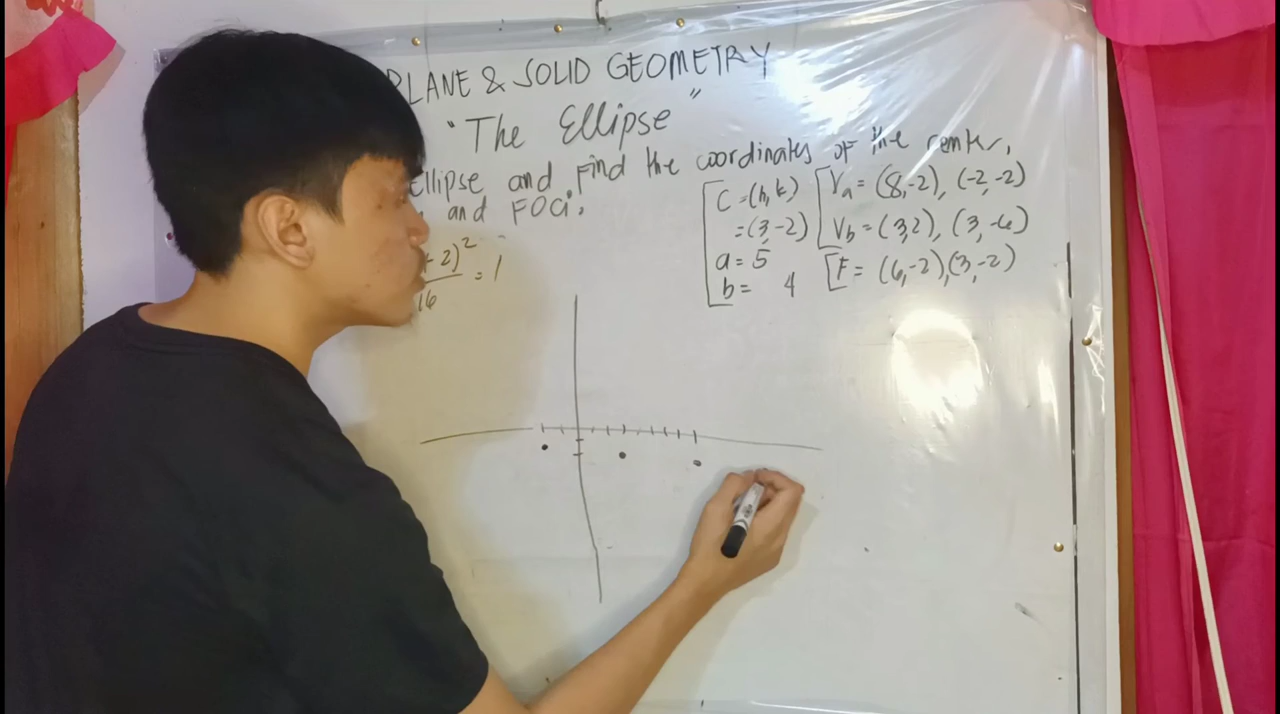 PLANE & SOLID GEOMETRY
"The Ellipse"
Ellipse and Find the coordinates of the center,
and FOCi.
+ 2)² = 1
16
C = (h, k)
= (3, -2)
a = 5
b = 4
Va = (8, -2), (-2, -2)
Vb = (3, 2), (3, -6)
F = (6, -2), (3, -2)